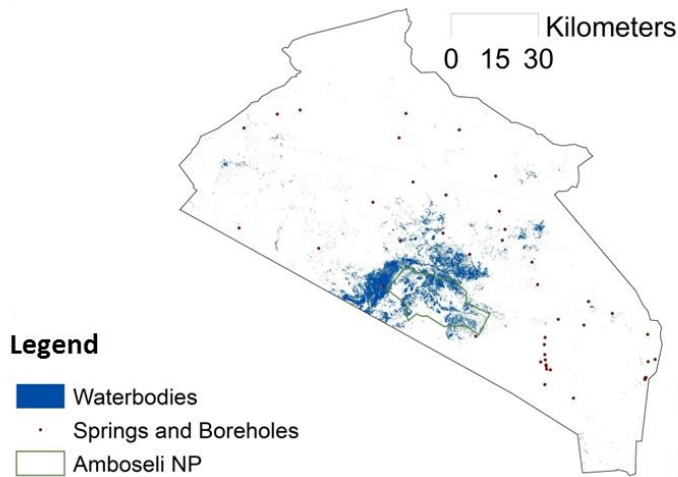 Kilometers
0 15 30
Legend
Waterbodies
Springs and Boreholes
Amboseli NP